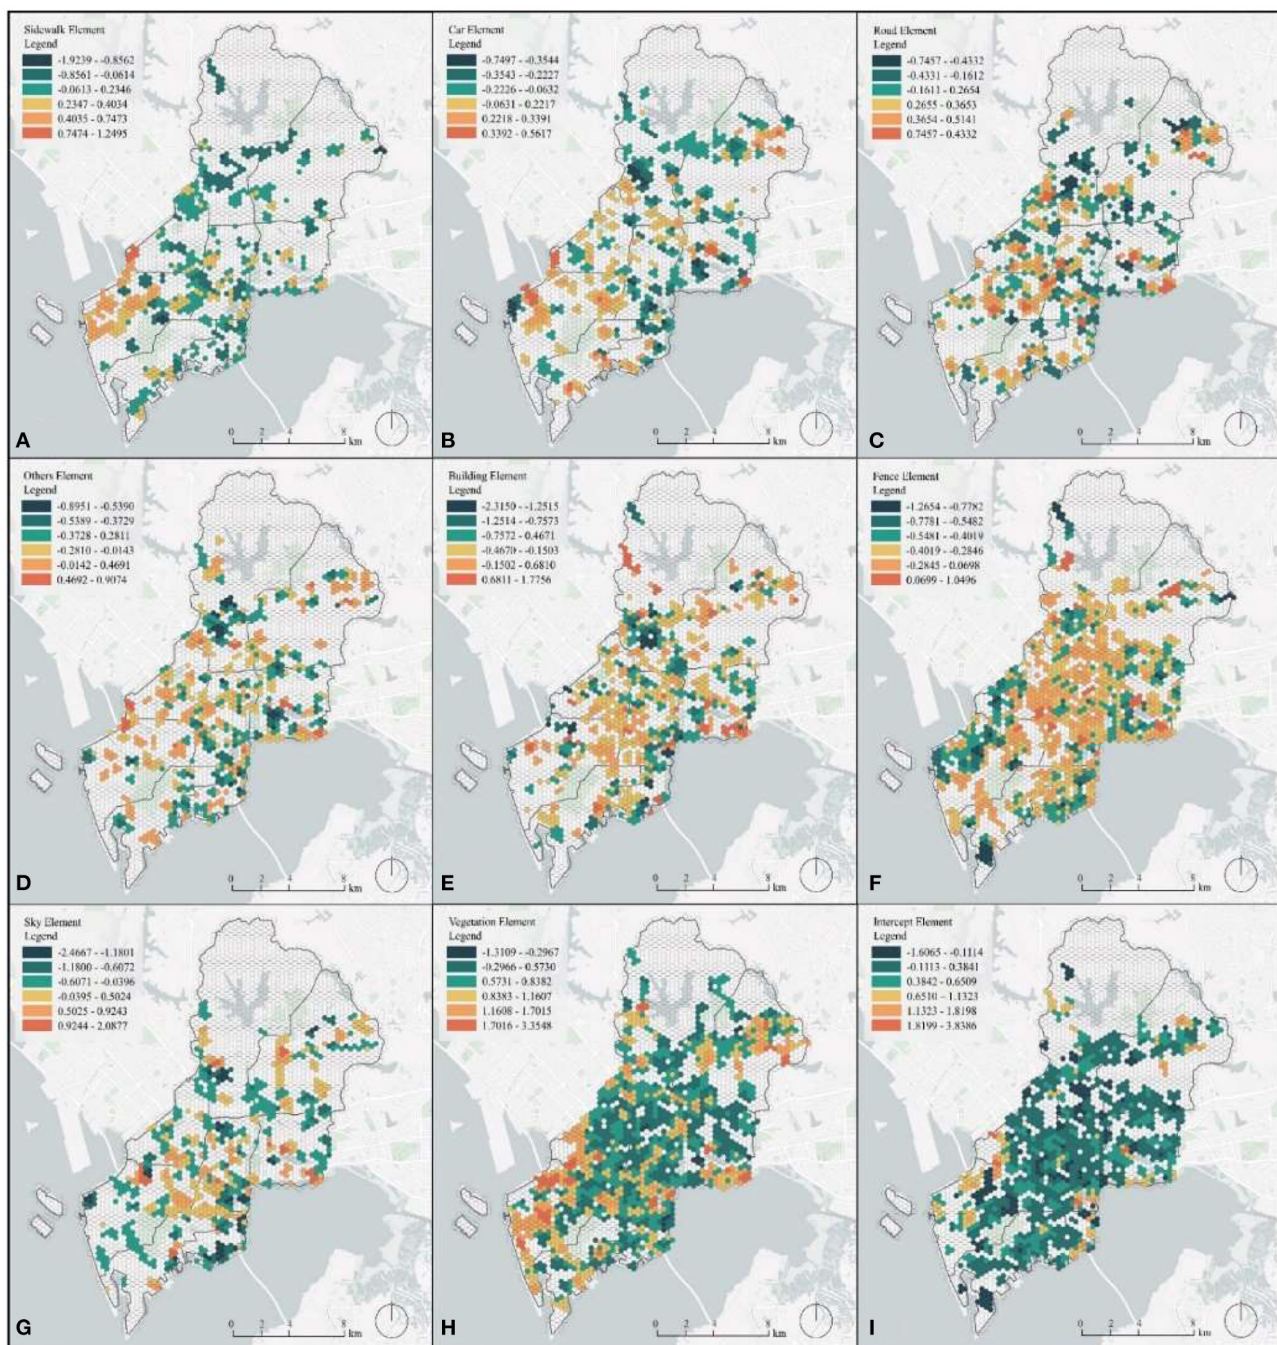 Sidewalk Element
Legend
-1.9239 - -0.8562
-0.8561 - -0.0614
-0.0613 - 0.2346
0.2347 - 0.4034
0.4035 - 0.7473
0.7474 - 1.2495
0 2 4 8
km
A
Car Element
Legend
-0.7497 - -0.3544
-0.3543 - -0.2227
-0.2226 - -0.0632
-0.0631 - 0.2217
0.2218 - 0.3391
0.3392 - 0.5617
0 2 4 8
km
B
Road Element
Legend
-0.7457 - -0.4332
-0.4331 - -0.1612
-0.1611 - 0.2654
0.2655 - 0.3653
0.3654 - 0.5141
0.7457 - 0.4332
0 2 4 8
km
C
Others Element
Legend
-0.8951 - -0.5390
-0.5389 - -0.3729
-0.3728 - 0.2811
-0.2810 - -0.0143
-0.0142 - 0.4691
0.4692 - 0.9074
0 2 4 8
km
D
Building Element
Legend
-2.3150 - -1.2515
-1.2514 - -0.7573
-0.7572 - 0.4671
-0.4670 - -0.1503
-0.1502 - 0.6810
0.6811 - 1.7756
0 2 4 8
km
E
Fence Element
Legend
-1.2654 - -0.7782
-0.7781 - -0.5482
-0.5481 - -0.4019
-0.4019 - -0.2846
-0.2845 - 0.0698
0.0699 - 1.0496
0 2 4 8
km
F
Sky Element
Legend
-2.4667 - -1.1801
-1.1800 - -0.6072
-0.6071 - -0.0396
-0.0395 - 0.5024
0.5025 - 0.9243
0.9244 - 2.0877
0 2 4 8
km
G
Vegetation Element
Legend
-1.3109 - -0.2967
-0.2966 - 0.5730
0.5731 - 0.8382
0.8383 - 1.1607
1.1608 - 1.7015
1.7016 - 3.3548
0 2 4 8
km
H
Intercept Element
Legend
-1.6065 - -0.1114
-0.1113 - 0.3841
0.3842 - 0.6509
0.6510 - 1.1323
1.1323 - 1.8198
1.8199 - 3.8386
0 2 4 8
km
I